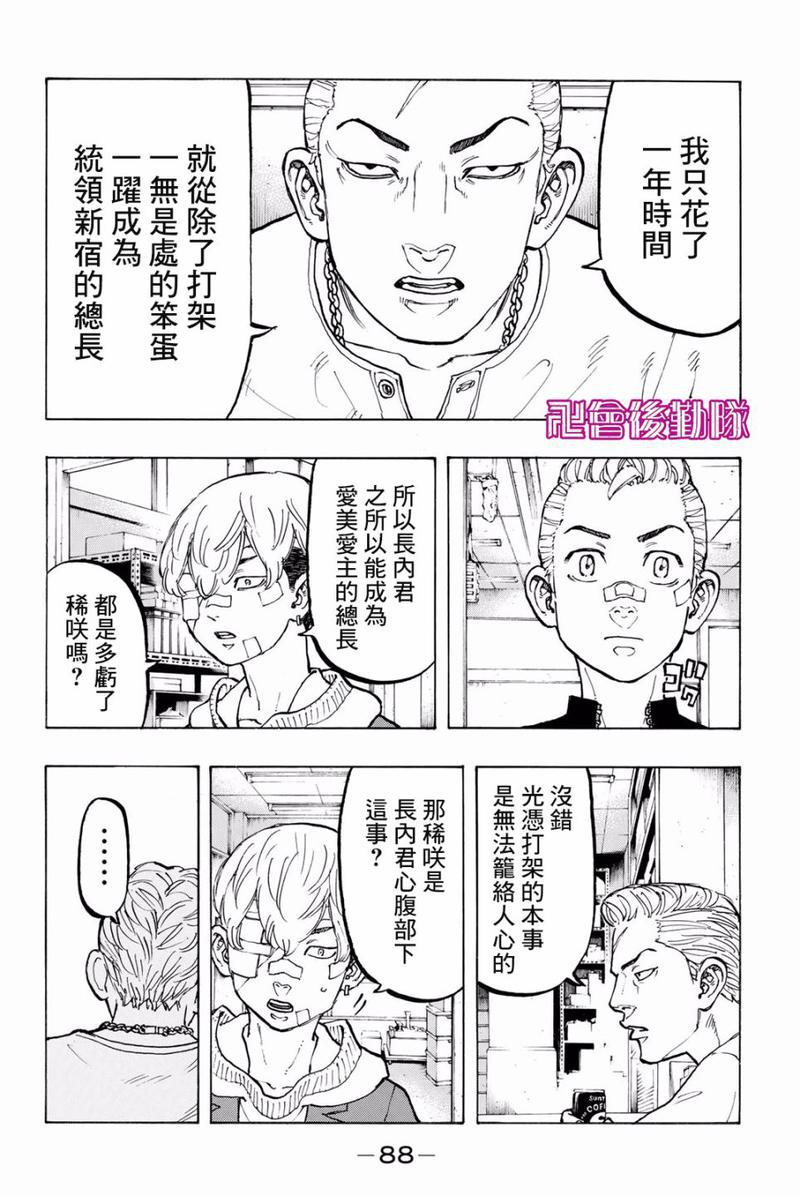 我只花了
一年時間
就從除了打架
一無是處的笨蛋
一躍成為
統領新宿的總長
卍會後勤隊
ゴク
所以長內君
之所以能成為
愛美愛主的總長
都是多虧了
稀咲嗎？
沒錯
光憑打架的本事
是無法籠絡人心的
SUNT
COF
那稀咲是
長內君心腹部下
這事？
……
—88—